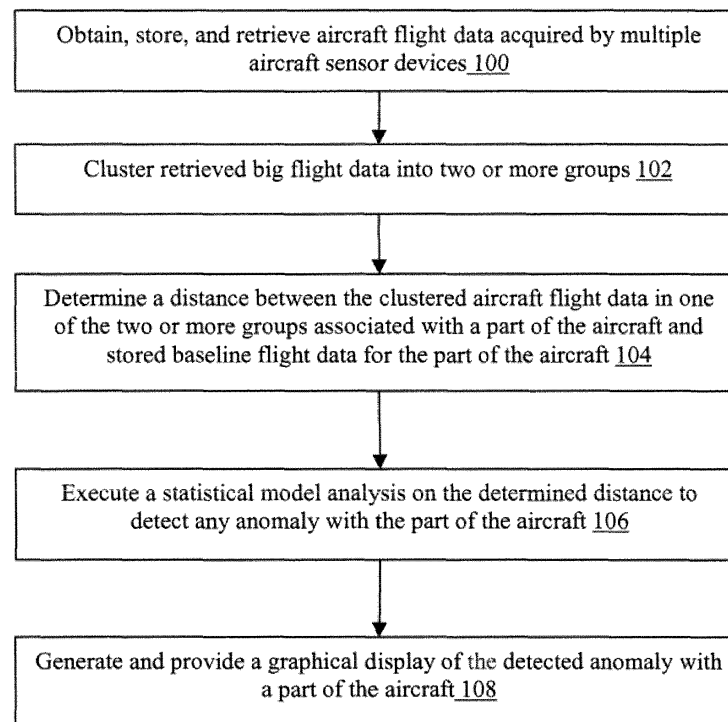 Obtain, store, and retrieve aircraft flight data acquired by multiple
aircraft sensor devices 100
Cluster retrieved big flight data into two or more groups 102
Determine a distance between the clustered aircraft flight data in one
of the two or more groups associated with a part of the aircraft and
stored baseline flight data for the part of the aircraft 104
Execute a statistical model analysis on the determined distance to
detect any anomaly with the part of the aircraft 106
Generate and provide a graphical display of the detected anomaly with
a part of the aircraft 108